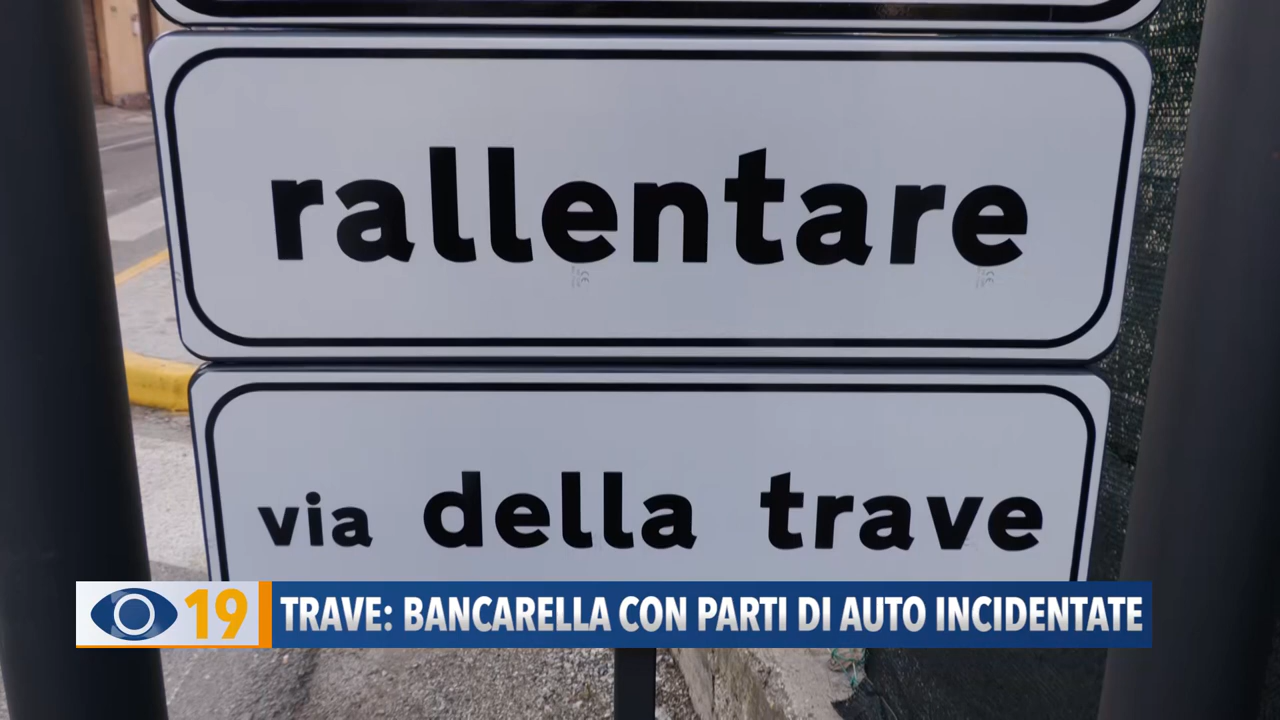 rallentare
via della trave
19 TRAVE: BANCARELLA CON PARTI DI AUTO INCIDENTATE